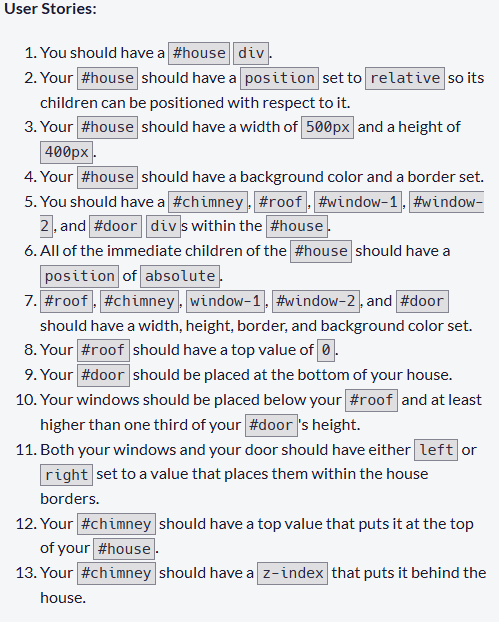 User Stories:
1. You should have a #house div.
2. Your #house should have a position set to relative so its
children can be positioned with respect to it.
3. Your #house should have a width of 500px and a height of
400px.
4. Your #house should have a background color and a border set.
5. You should have a #chimney, #roof, #window-1, #window-
2, and #door divs within the #house.
6. All of the immediate children of the #house should have a
position of absolute.
7. #roof, #chimney, window-1, #window-2, and #door
should have a width, height, border, and background color set.
8. Your #roof should have a top value of 0.
9. Your #door should be placed at the bottom of your house.
10. Your windows should be placed below your #roof and at least
higher than one third of your #door's height.
11. Both your windows and your door should have either left or
right set to a value that places them within the house
borders.
12. Your #chimney should have a top value that puts it at the top
of your #house.
13. Your #chimney should have a z-index that puts it behind the
house.